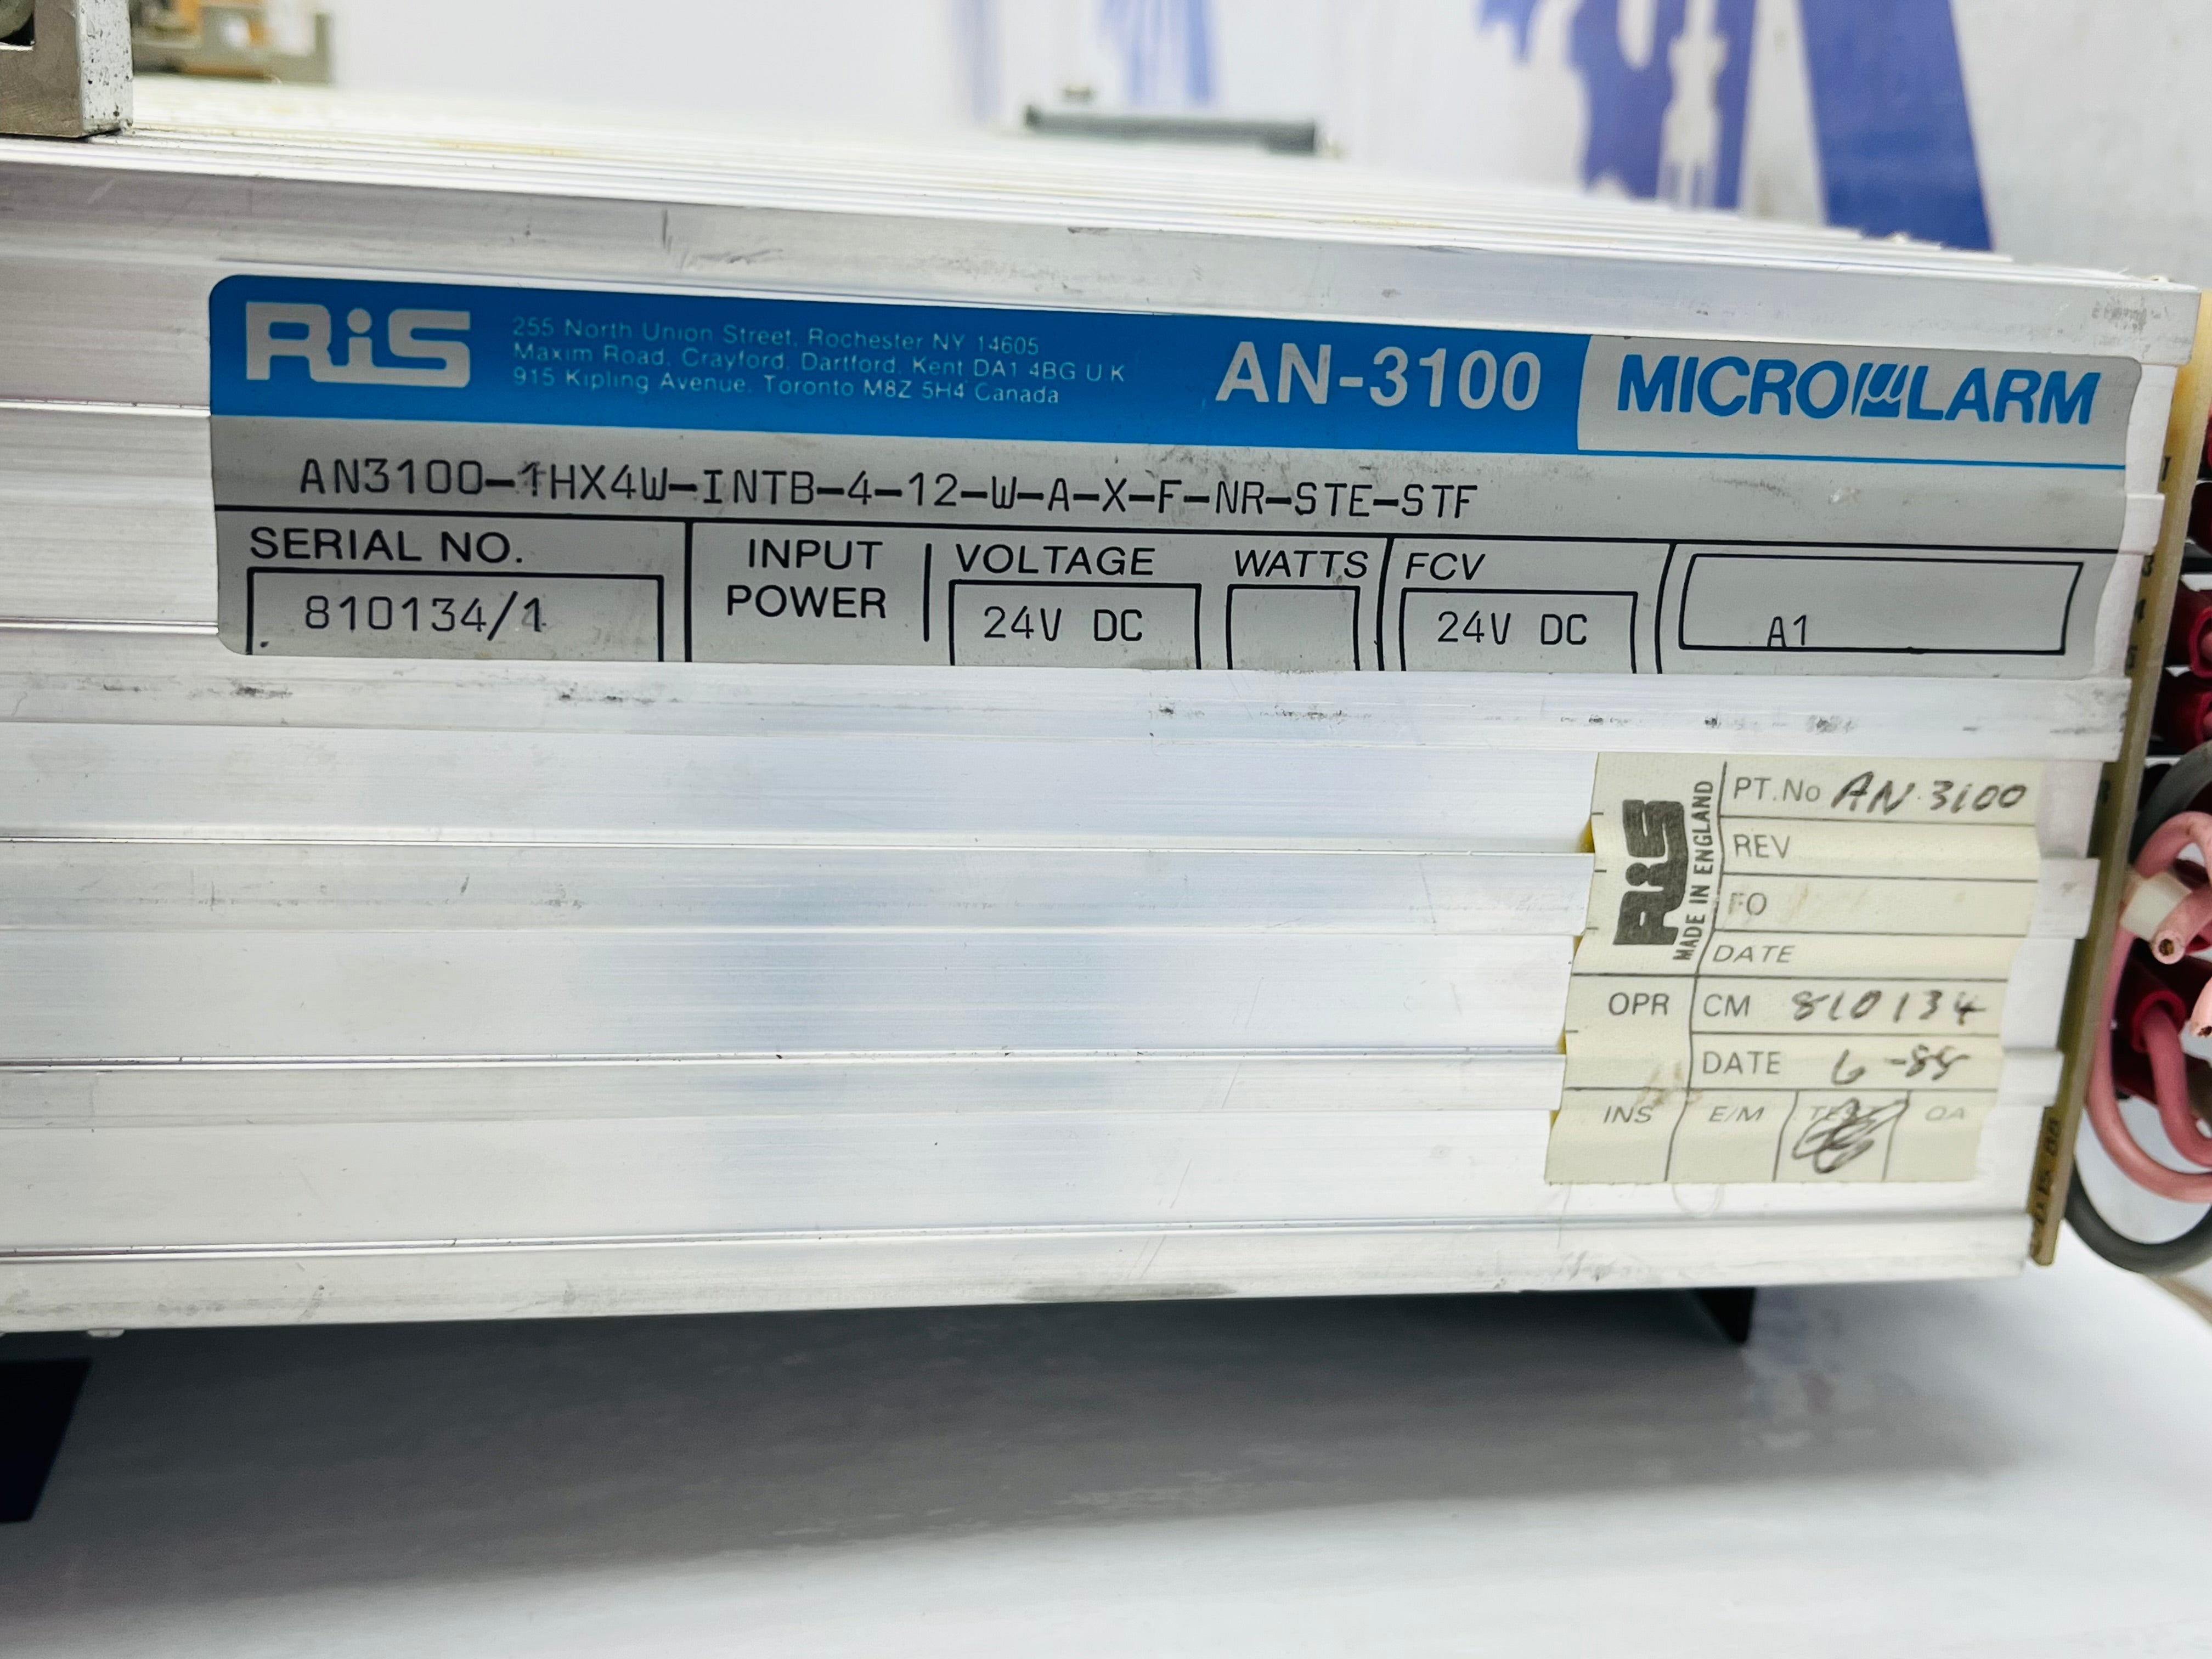 RiS
255 North Union Street, Rochester NY 14605
Maxim Road, Crayford, Dartford, Kent DA1 4BG U.K
915 Kipling Avenue, Toronto M8Z 5H4 Canada
AN-3100
MICROμLARM
AN3100-1HX4W-INTB-4-12-W-A-X-F-NR-STE-STF
SERIAL NO.
810134/1
INPUT POWER
VOLTAGE
24V DC
WATTS
FCV
24V DC
A1
RiS
MADE IN ENGLAND
PT.No AN.3100
REV
FO
DATE
OPR CM 810134
DATE
INS E/M TEST QA